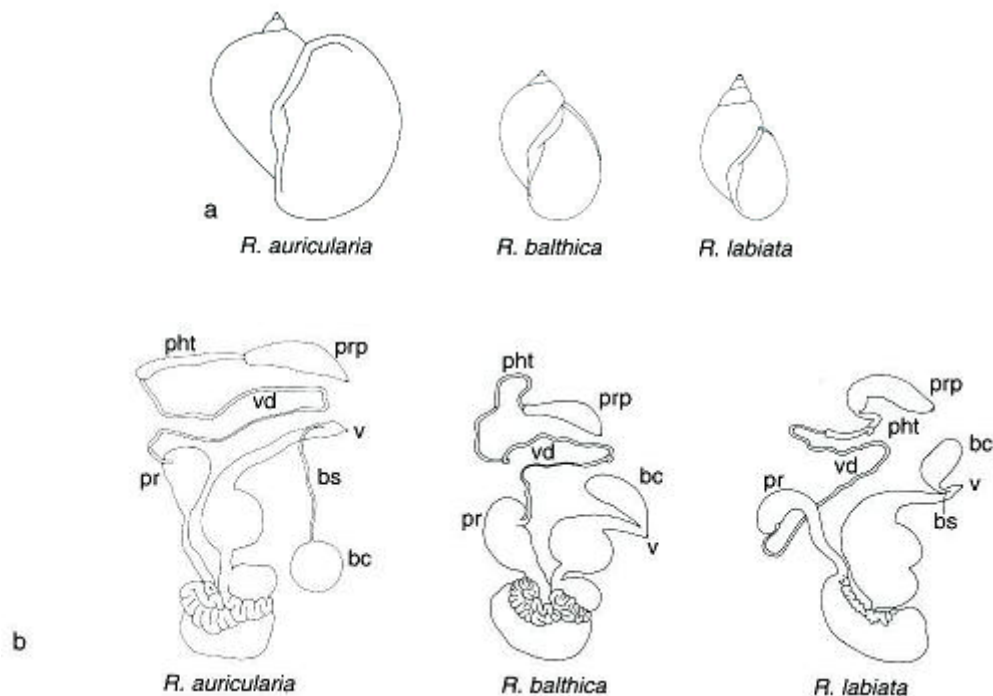 a
R. auricularia R. balthica R. labiata
pht prp vd v pr bs bc
pht prp vd bc pr v
prp pht bc vd pr v bs
b
R. auricularia R. balthica R. labiata